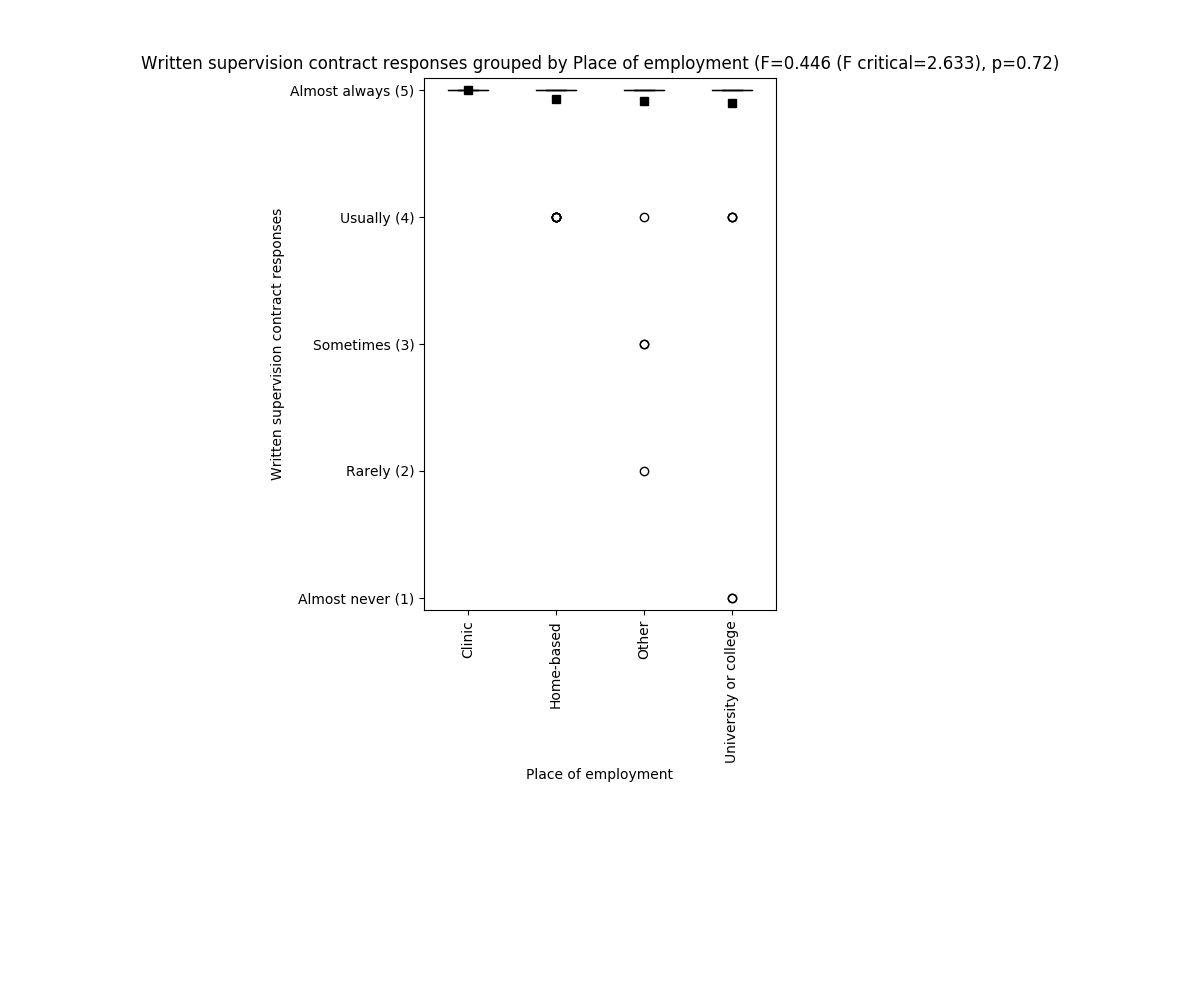 Written supervision contract responses grouped by Place of employment (F=0.446 (F critical=2.633), p=0.72)
Almost always (5)
Usually (4)
Sometimes (3)
Rarely (2)
Almost never (1)
Written supervision contract responses
Clinic
Home-based
Other
University or college
Place of employment